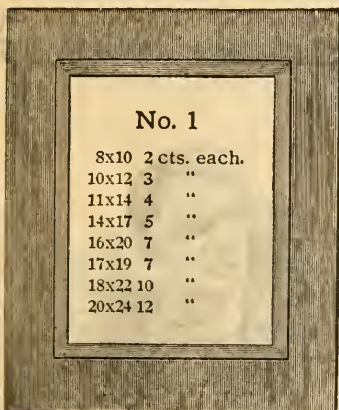 No. 1
8x10 2 cts. each.
10x12 3 "
11x14 4 "
14x17 5 "
16x20 7 "
17x19 7 "
18x22 10 "
20x24 12 "